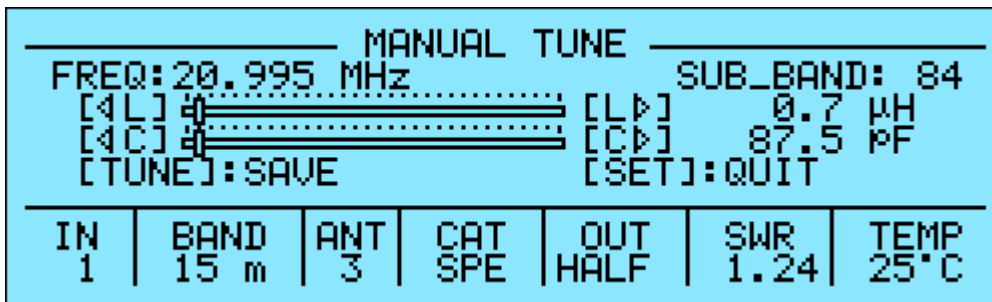 MANUAL TUNE
FREQ:20.995 MHz SUB_BAND: 84
[◁L] [L▷] 0.7 µH
[◁C] [C▷] 87.5 pF
[TUNE]:SAVE [SET]:QUIT
IN BAND ANT CAT OUT SWR TEMP
1 15 m 3 SPE HALF 1.24 25°C